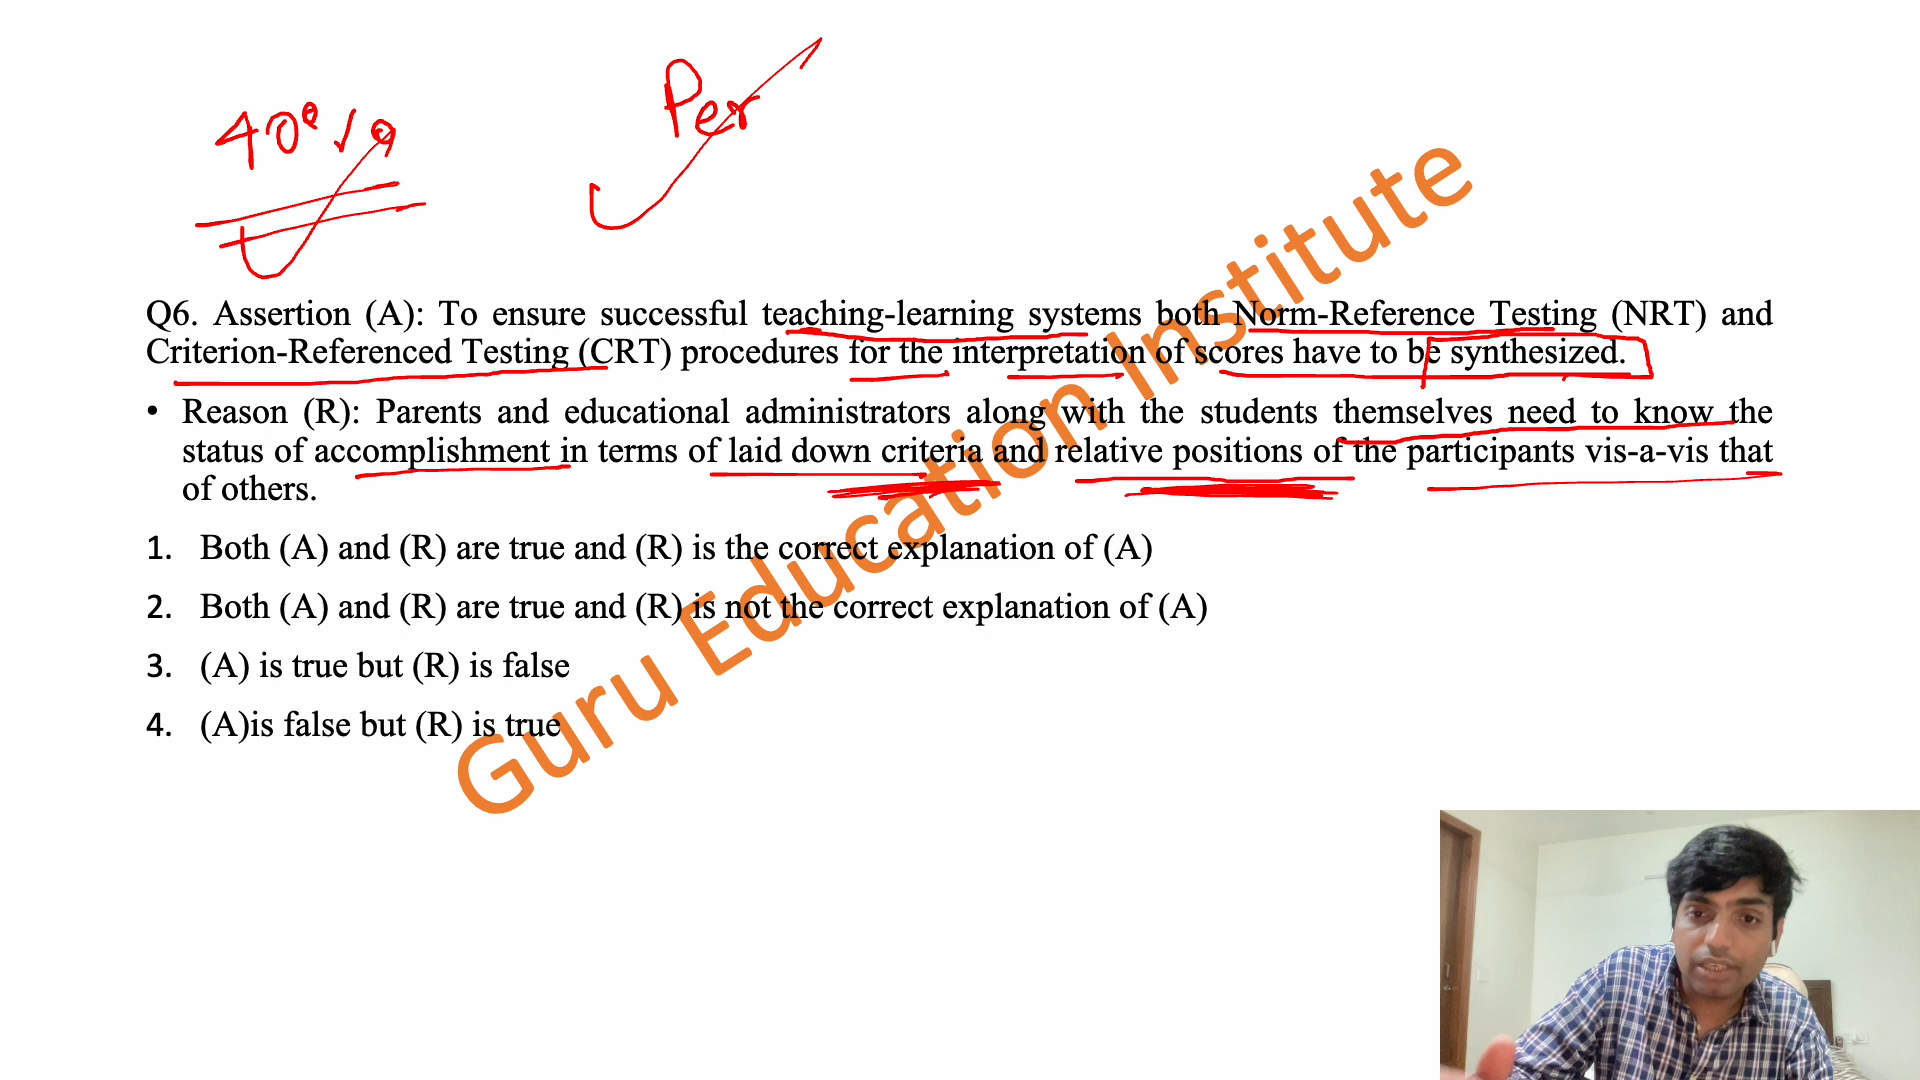 40%
Per
Q6. Assertion (A): To ensure successful teaching-learning systems both Norm-Reference Testing (NRT) and
Criterion-Referenced Testing (CRT) procedures for the interpretation of scores have to be synthesized.
• Reason (R): Parents and educational administrators along with the students themselves need to know the
status of accomplishment in terms of laid down criteria and relative positions of the participants vis-a-vis that
of others.
1. Both (A) and (R) are true and (R) is the correct explanation of (A)
2. Both (A) and (R) are true and (R) is not the correct explanation of (A)
3. (A) is true but (R) is false
4. (A)is false but (R) is true
Guru Education Institute